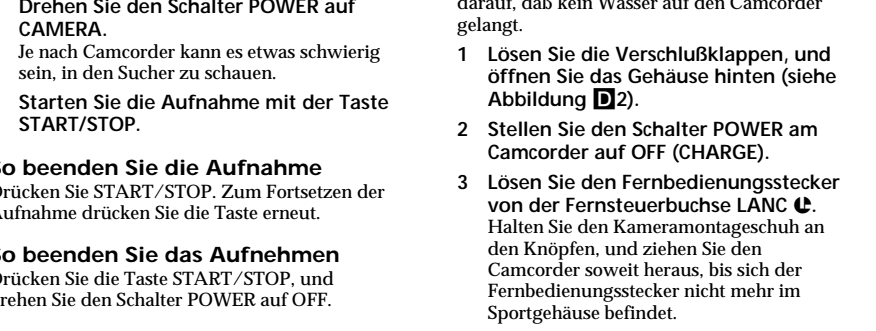 Drehen Sie den Schalter POWER auf
CAMERA.
Je nach Camcorder kann es etwas schwierig
sein, in den Sucher zu schauen.
Starten Sie die Aufnahme mit der Taste
START/STOP.
o beenden Sie die Aufnahme
rücken Sie START/STOP. Zum Fortsetzen der
ufnahme drücken Sie die Taste erneut.
o beenden Sie das Aufnehmen
rücken Sie die Taste START/STOP, und
rehen Sie den Schalter POWER auf OFF.
darauf, daß kein Wasser auf den Camcorder
gelangt.
1 Lösen Sie die Verschlußklappen, und
öffnen Sie das Gehäuse hinten (siehe
Abbildung D2).
2 Stellen Sie den Schalter POWER am
Camcorder auf OFF (CHARGE).
3 Lösen Sie den Fernbedienungsstecker
von der Fernsteuerbuchse LANC.
Halten Sie den Kameramontageschuh an
den Knöpfen, und ziehen Sie den
Camcorder soweit heraus, bis sich der
Fernbedienungsstecker nicht mehr im
Sportgehäuse befindet.